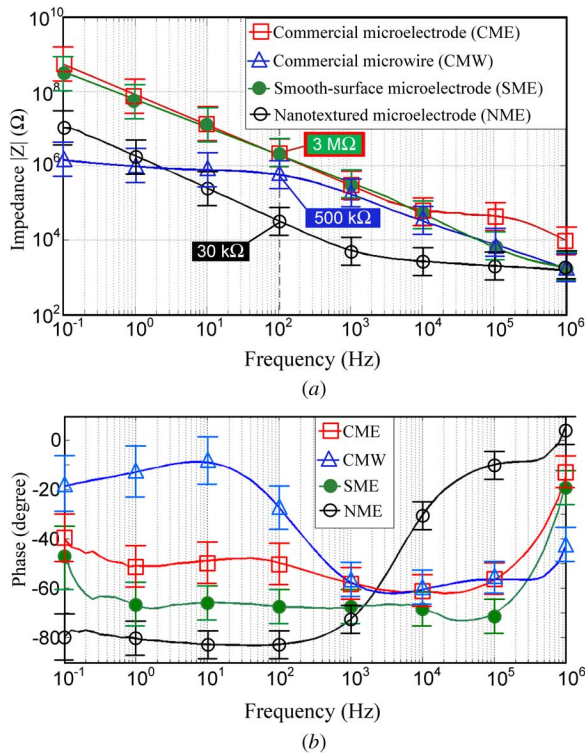 (a)
10^10
Commercial microelectrode (CME)
Commercial microwire (CMW)
Smooth-surface microelectrode (SME)
Nanotextured microelectrode (NME)
10^8
10^6
10^4
10^2
Impedance |Z| (Ω)
3 MΩ
500 kΩ
30 kΩ
10^-1 10^0 10^1 10^2 10^3 10^4 10^5 10^6
Frequency (Hz)
(a)
0
-20
-40
-60
-80
Phase (degree)
CME
CMW
SME
NME
10^-1 10^0 10^1 10^2 10^3 10^4 10^5 10^6
Frequency (Hz)
(b)